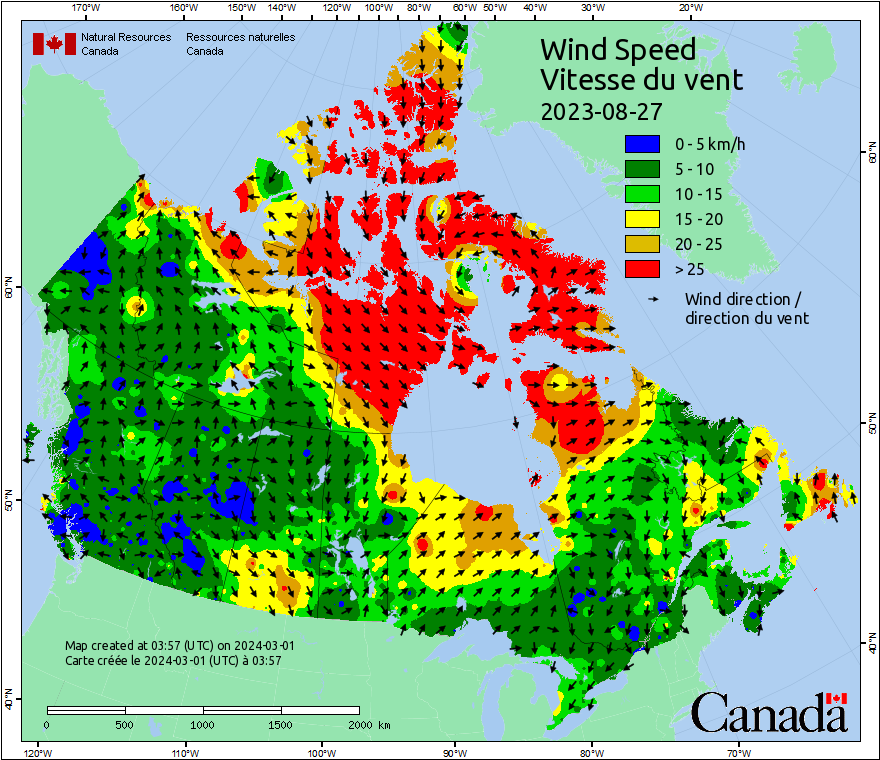 170°W 160°W 150°W 140°W 120°W 100°W 80°W 60°W 50°W 40°W 30°W 20°W
Natural Resources Canada
Ressources naturelles Canada
Wind Speed
Vitesse du vent
2023-08-27
0 - 5 km/h
5 - 10
10 - 15
15 - 20
20 - 25
> 25
Wind direction /
direction du vent
60°N
50°N
40°N
60°N
50°N
40°N
Map created at 03:57 (UTC) on 2024-03-01
Carte créée le 2024-03-01 (UTC) à 03:57
0 500 1000 1500 2000 km
Canada
120°W 110°W 100°W 90°W 80°W 70°W